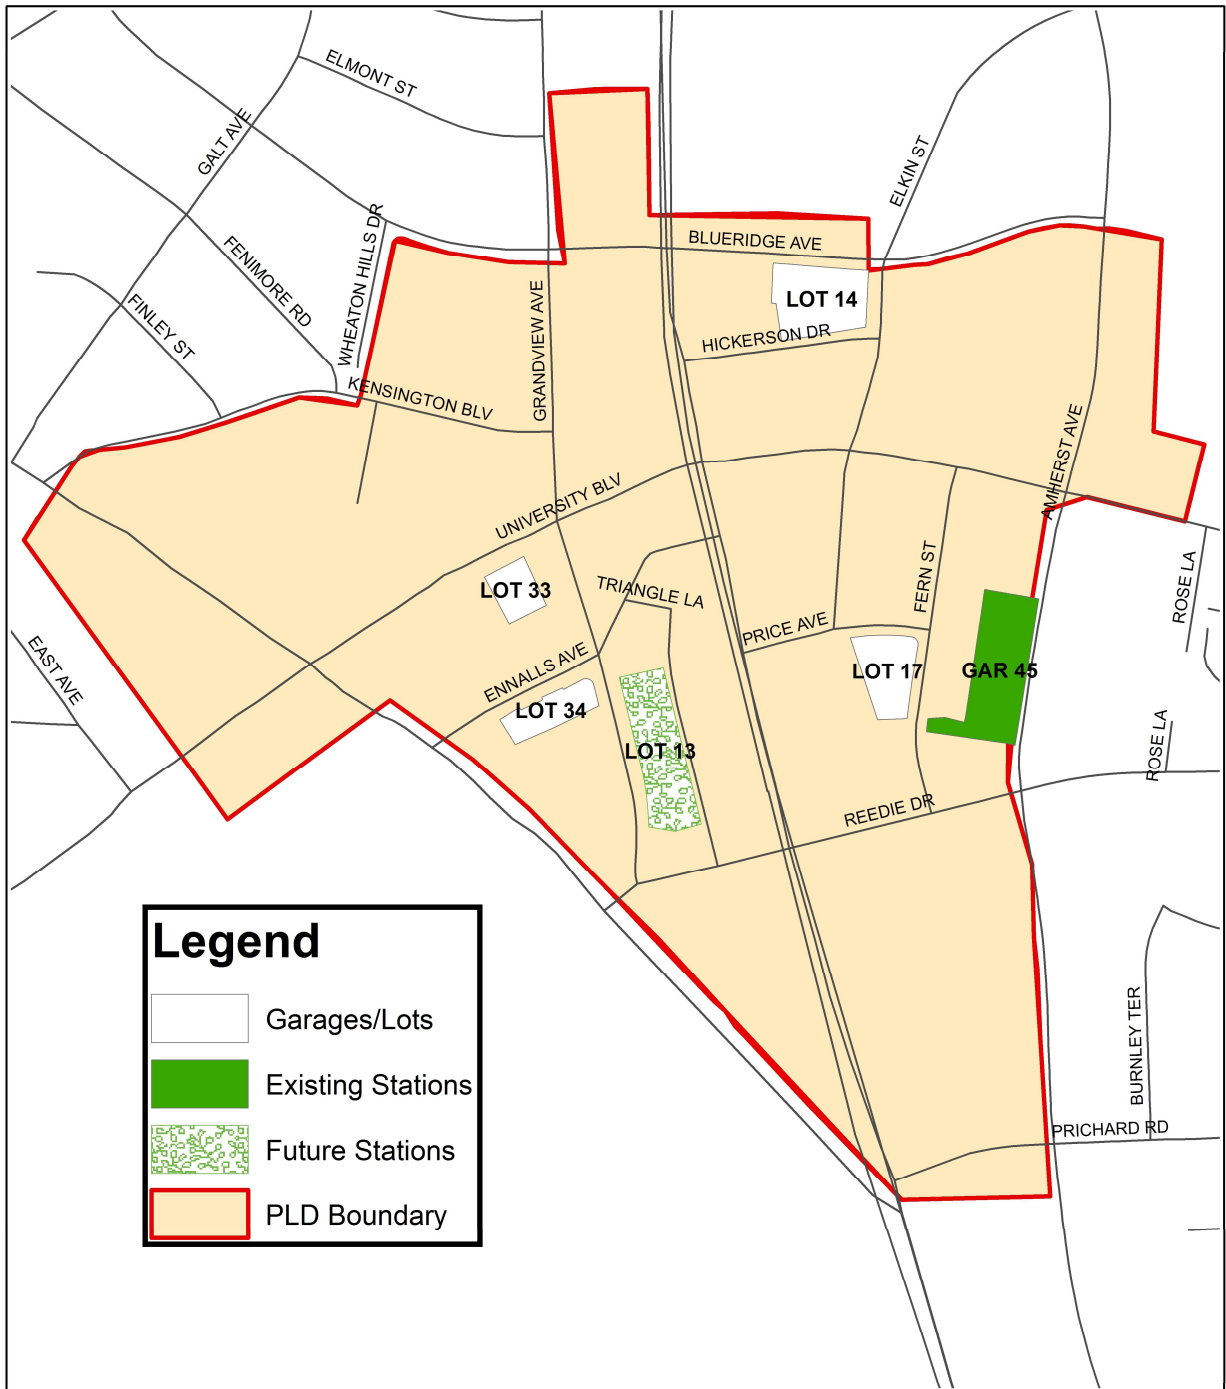 ELMONT ST
GALT AVE
ELKIN ST
WHEATON HILLS DR
FENIMORE RD
BLUERIDGE AVE
FINLEY ST
GRANDVIEW AVE
LOT 14
HICKERSON DR
KENSINGTON BLV
AMHERST AVE
UNIVERSITY BLV
LOT 33
TRIANGLE LA
FERN ST
ROSE LA
PRICE AVE
EAST AVE
ENNALLS AVE
LOT 17
GAR 45
LOT 34
LOT 13
ROSE LA
REEDIE DR
Legend
Garages/Lots
Existing Stations
Future Stations
PLD Boundary
BURNLEY TER
PRICHARD RD